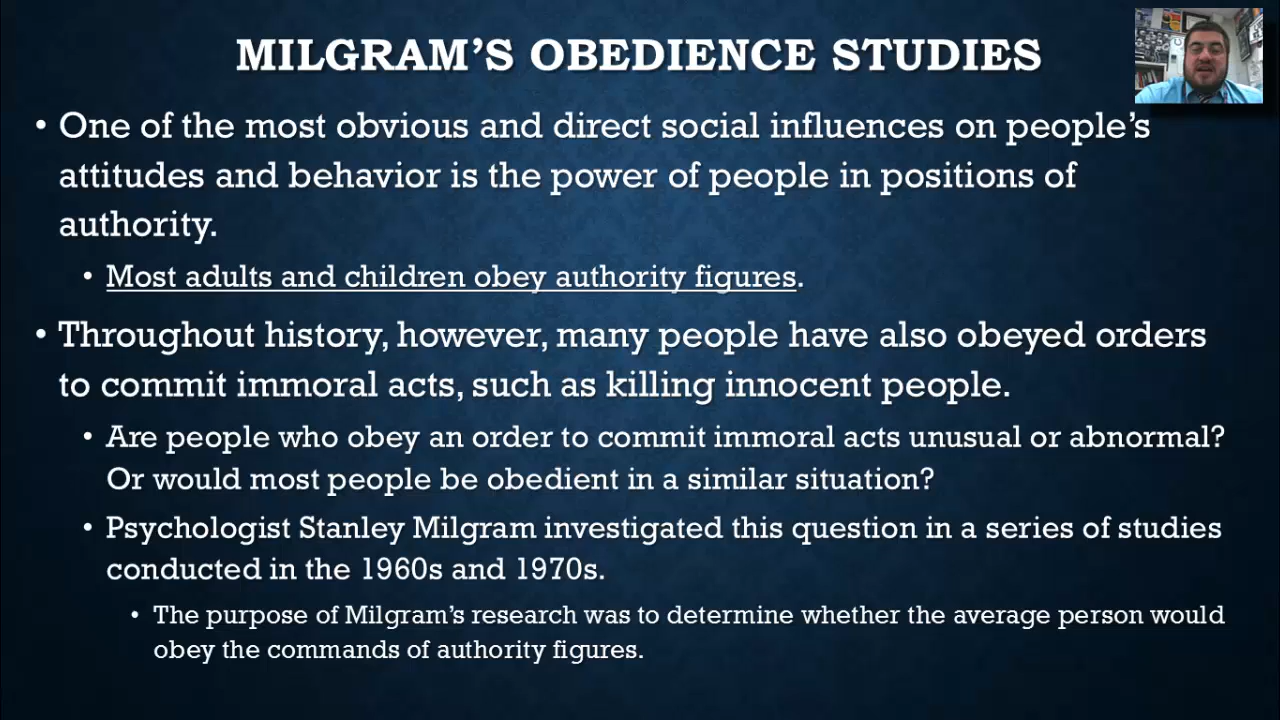 MILGRAM’S OBEDIENCE STUDIES
• One of the most obvious and direct social influences on people’s
attitudes and behavior is the power of people in positions of
authority.
• Most adults and children obey authority figures.
• Throughout history, however, many people have also obeyed orders
to commit immoral acts, such as killing innocent people.
• Are people who obey an order to commit immoral acts unusual or abnormal?
Or would most people be obedient in a similar situation?
• Psychologist Stanley Milgram investigated this question in a series of studies
conducted in the 1960s and 1970s.
• The purpose of Milgram’s research was to determine whether the average person would
obey the commands of authority figures.